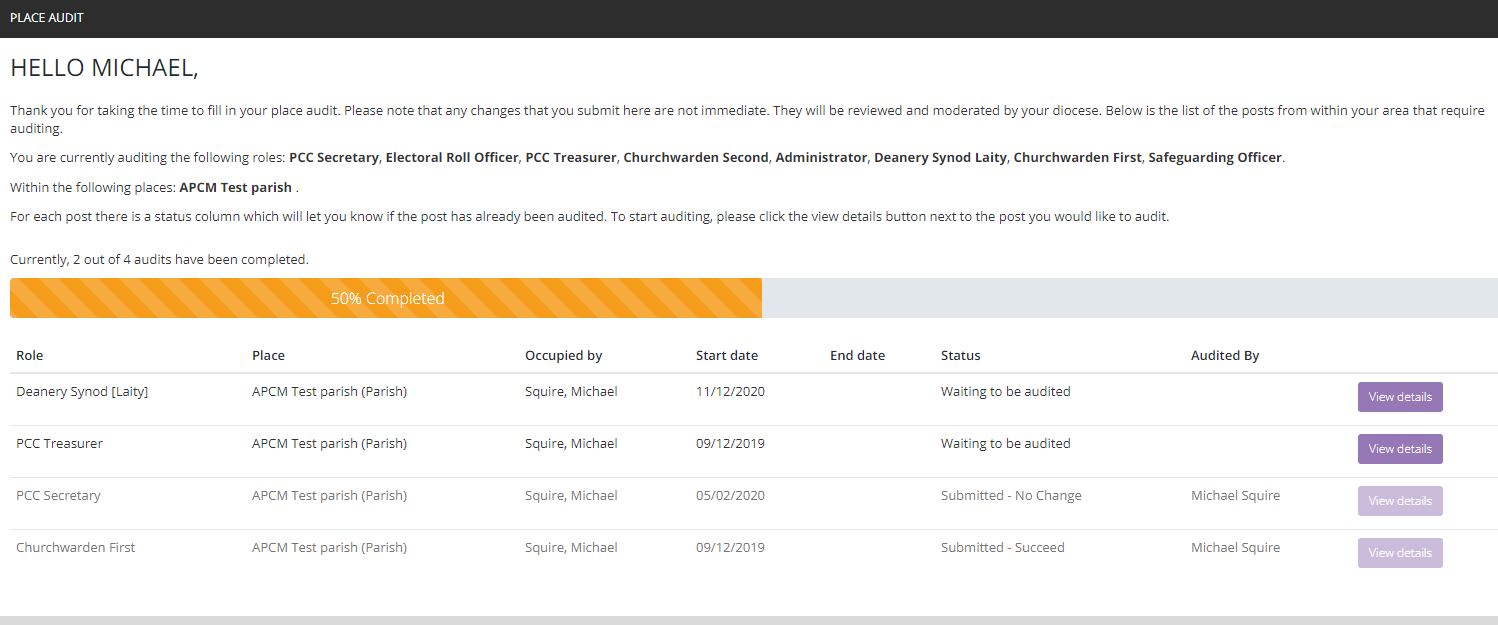 PLACE AUDIT
HELLO MICHAEL,
Thank you for taking the time to fill in your place audit. Please note that any changes that you submit here are not immediate. They will be reviewed and moderated by your diocese. Below is the list of the posts from within your area that require
auditing.
You are currently auditing the following roles: PCC Secretary, Electoral Roll Officer, PCC Treasurer, Churchwarden Second, Administrator, Deanery Synod Laity, Churchwarden First, Safeguarding Officer.
Within the following places: APCM Test parish .
For each post there is a status column which will let you know if the post has already been audited. To start auditing, please click the view details button next to the post you would like to audit.
Currently, 2 out of 4 audits have been completed.
50% Completed
Role Place Occupied by Start date End date Status Audited By
Deanery Synod [Laity] APCM Test parish (Parish) Squire, Michael 11/12/2020 Waiting to be audited View details
PCC Treasurer APCM Test parish (Parish) Squire, Michael 09/12/2019 Waiting to be audited View details
PCC Secretary APCM Test parish (Parish) Squire, Michael 05/02/2020 Submitted - No Change Michael Squire View details
Churchwarden First APCM Test parish (Parish) Squire, Michael 09/12/2019 Submitted - Succeed Michael Squire View details